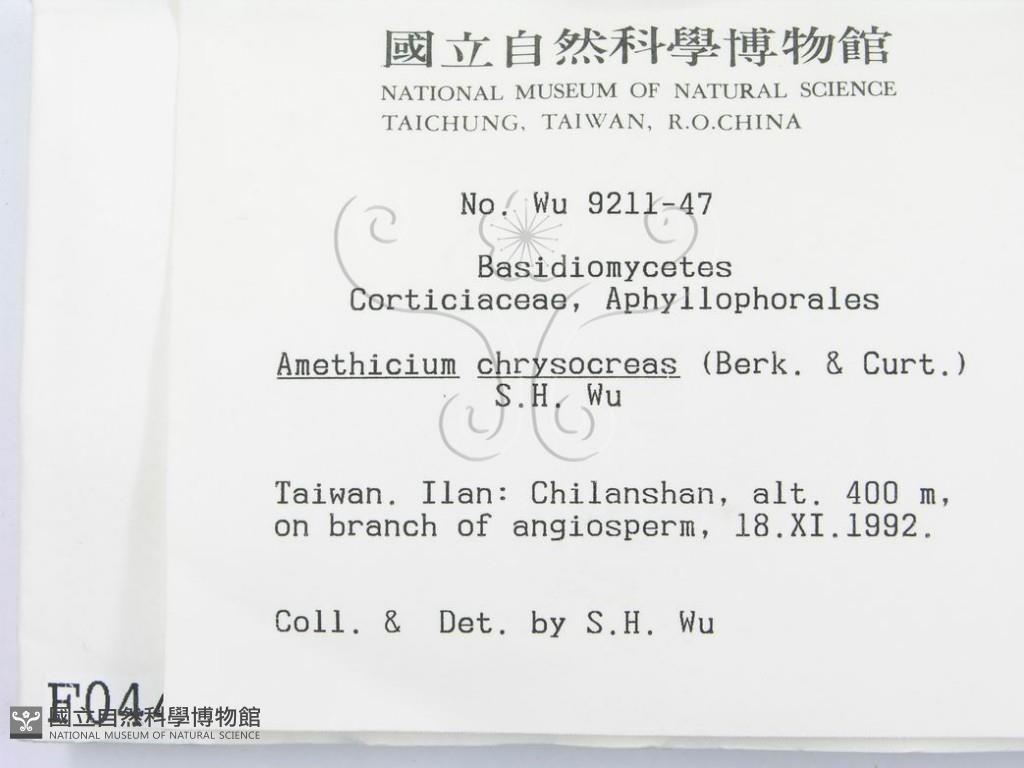 國立自然科學博物館
NATIONAL MUSEUM OF NATURAL SCIENCE
TAICHUNG, TAIWAN, R.O.CHINA
No. Wu 9211-47
Basidiomycetes
Corticiaceae, Aphyllophorales
Amethicium chrysocreas (Berk. & Curt.)
S.H. Wu
Taiwan. Ilan: Chilanshan, alt. 400 m,
on branch of angiosperm, 18.XI.1992.
Coll. & Det. by S.H. Wu
國立自然科學博物館
NATIONAL MUSEUM OF NATURAL SCIENCE